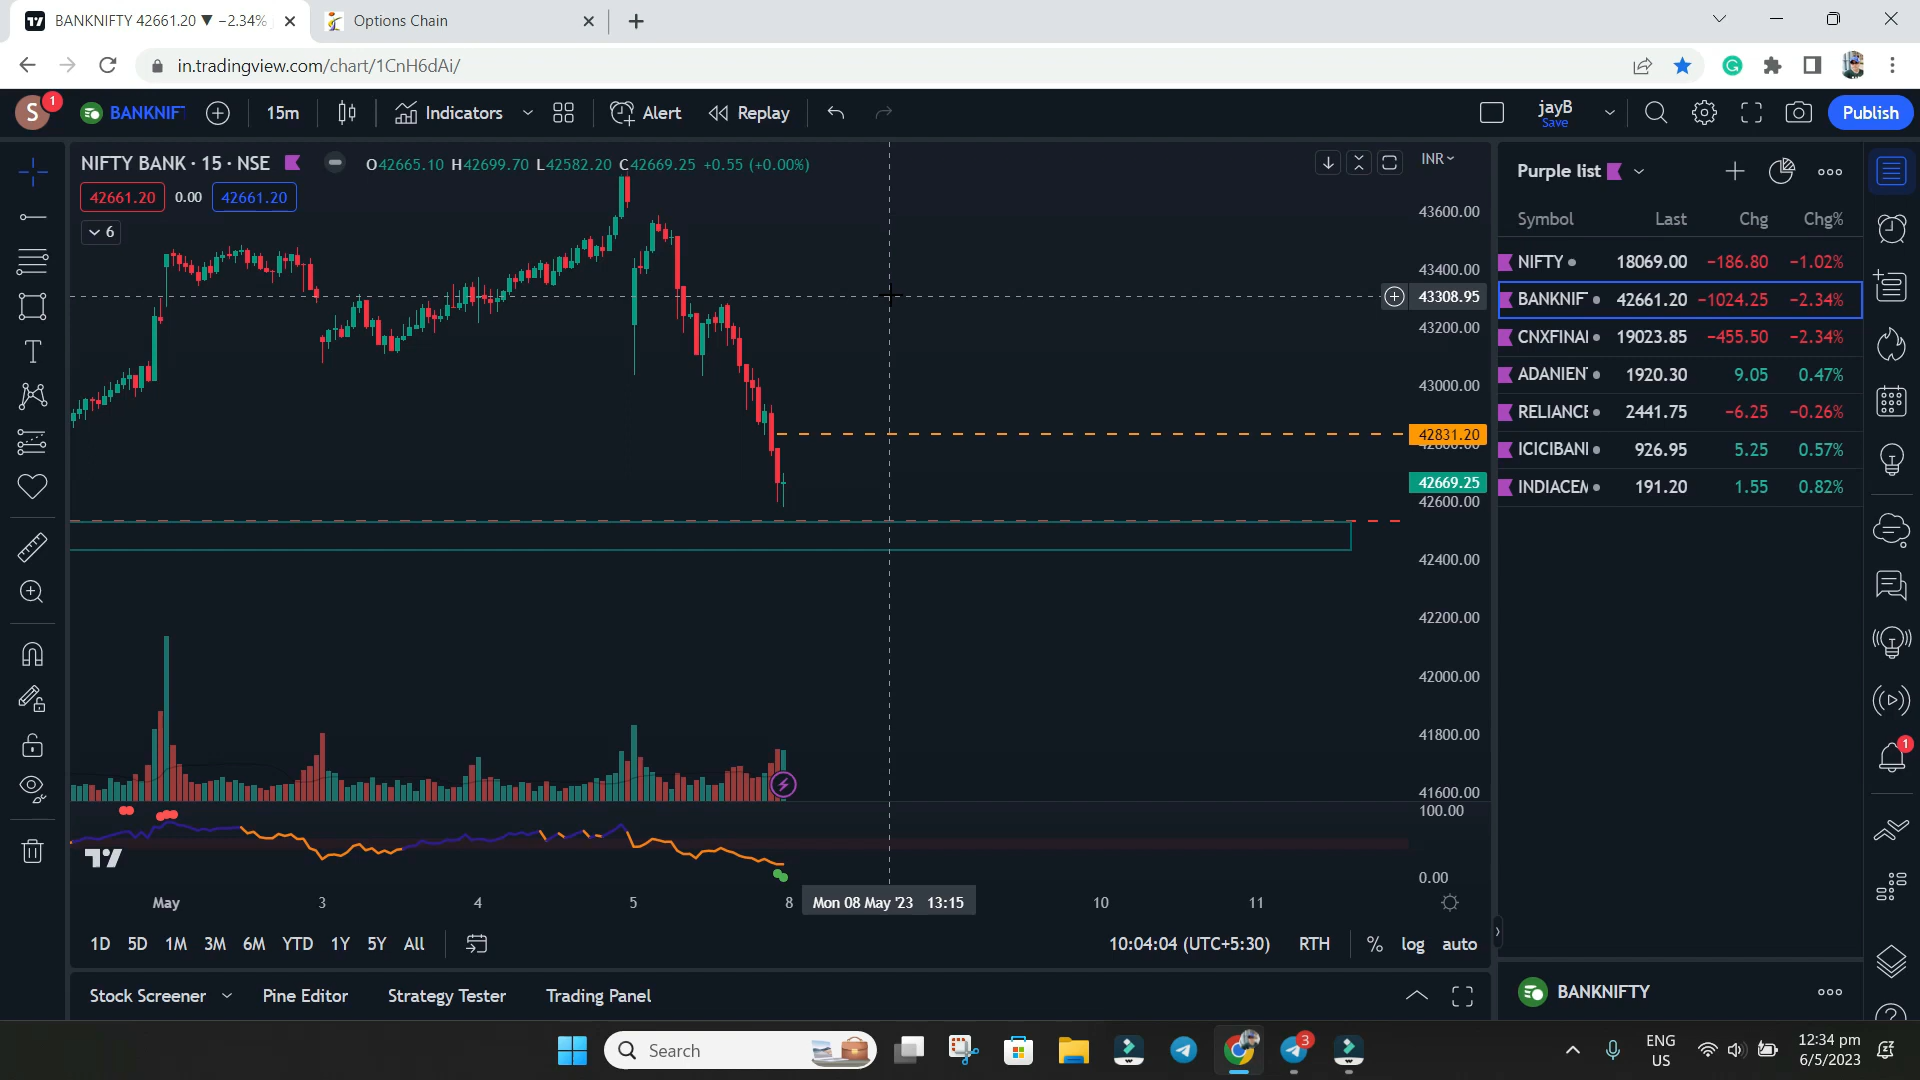 BANKNIFTY 42661.20 ▼ −2.34%
Options Chain
in.tradingview.com/chart/1CnH6dAi/
S 1 BANKNIF 15m Indicators Alert Replay jayB Save Publish
NIFTY BANK · 15 · NSE O42665.10 H42699.70 L42582.20 C42669.25 +0.55 (+0.00%) INR
42661.20 0.00 42661.20
6
43600.00
43400.00
43308.95
43200.00
43000.00
42831.20
42669.25
42600.00
42400.00
42200.00
42000.00
41800.00
41600.00
100.00
0.00
May 3 4 5 8 Mon 08 May '23 13:15 10 11
1D 5D 1M 3M 6M YTD 1Y 5Y All 10:04:04 (UTC+5:30) RTH % log auto
Stock Screener Pine Editor Strategy Tester Trading Panel
Purple list
Symbol Last Chg Chg%
NIFTY 18069.00 −186.80 −1.02%
BANKNIF 42661.20 −1024.25 −2.34%
CNXFINAI 19023.85 −455.50 −2.34%
ADANIEN 1920.30 9.05 0.47%
RELIANCE 2441.75 −6.25 −0.26%
ICICIBANI 926.95 5.25 0.57%
INDIACEM 191.20 1.55 0.82%
1
BANKNIFTY
Search
3
ENG
US
12:34 pm
6/5/2023